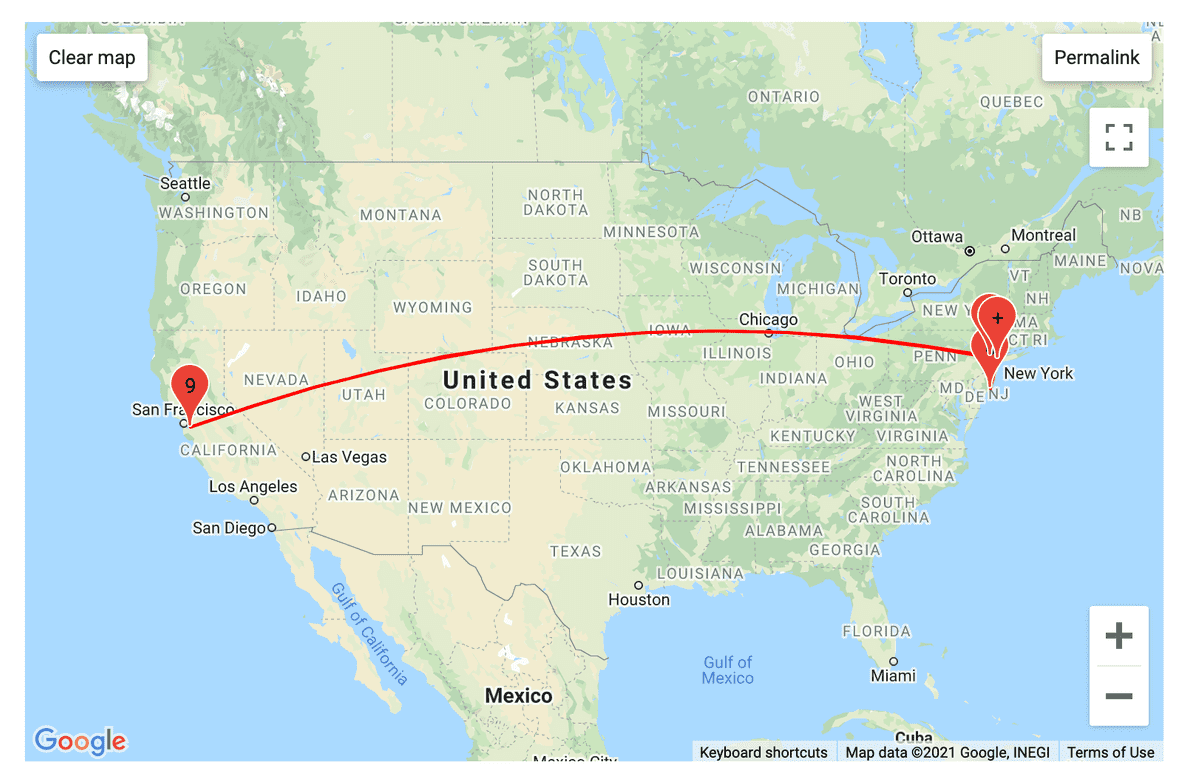 SASKATCHEWAN
Clear map
Permalink
ONTARIO
QUEBEC
Seattle
WASHINGTON
MONTANA
NORTH
DAKOTA
MINNESOTA
NB
Ottawa
Montreal
MAINE
NOVA
OREGON
IDAHO
SOUTH
DAKOTA
WISCONSIN
MICHIGAN
Toronto
VT
NH
WYOMING
NEW Y
MA
Chicago
IOWA
NEBRASKA
CT RI
ILLINOIS
OHIO
PENN
New York
NEVADA
UTAH
United States
INDIANA
MD
DE
NJ
9
+
San Francisco
COLORADO
KANSAS
MISSOURI
WEST
VIRGINIA
KENTUCKY
VIRGINIA
CALIFORNIA
Las Vegas
OKLAHOMA
TENNESSEE
NORTH
CAROLINA
Los Angeles
ARIZONA
NEW MEXICO
ARKANSAS
MISSISSIPPI
SOUTH
CAROLINA
San Diego
ALABAMA
GEORGIA
TEXAS
LOUISIANA
Houston
Gulf of California
FLORIDA
Gulf of
Mexico
Miami
Mexico
Cuba
Google
Mexico City
Keyboard shortcuts
Map data ©2021 Google, INEGI
Terms of Use